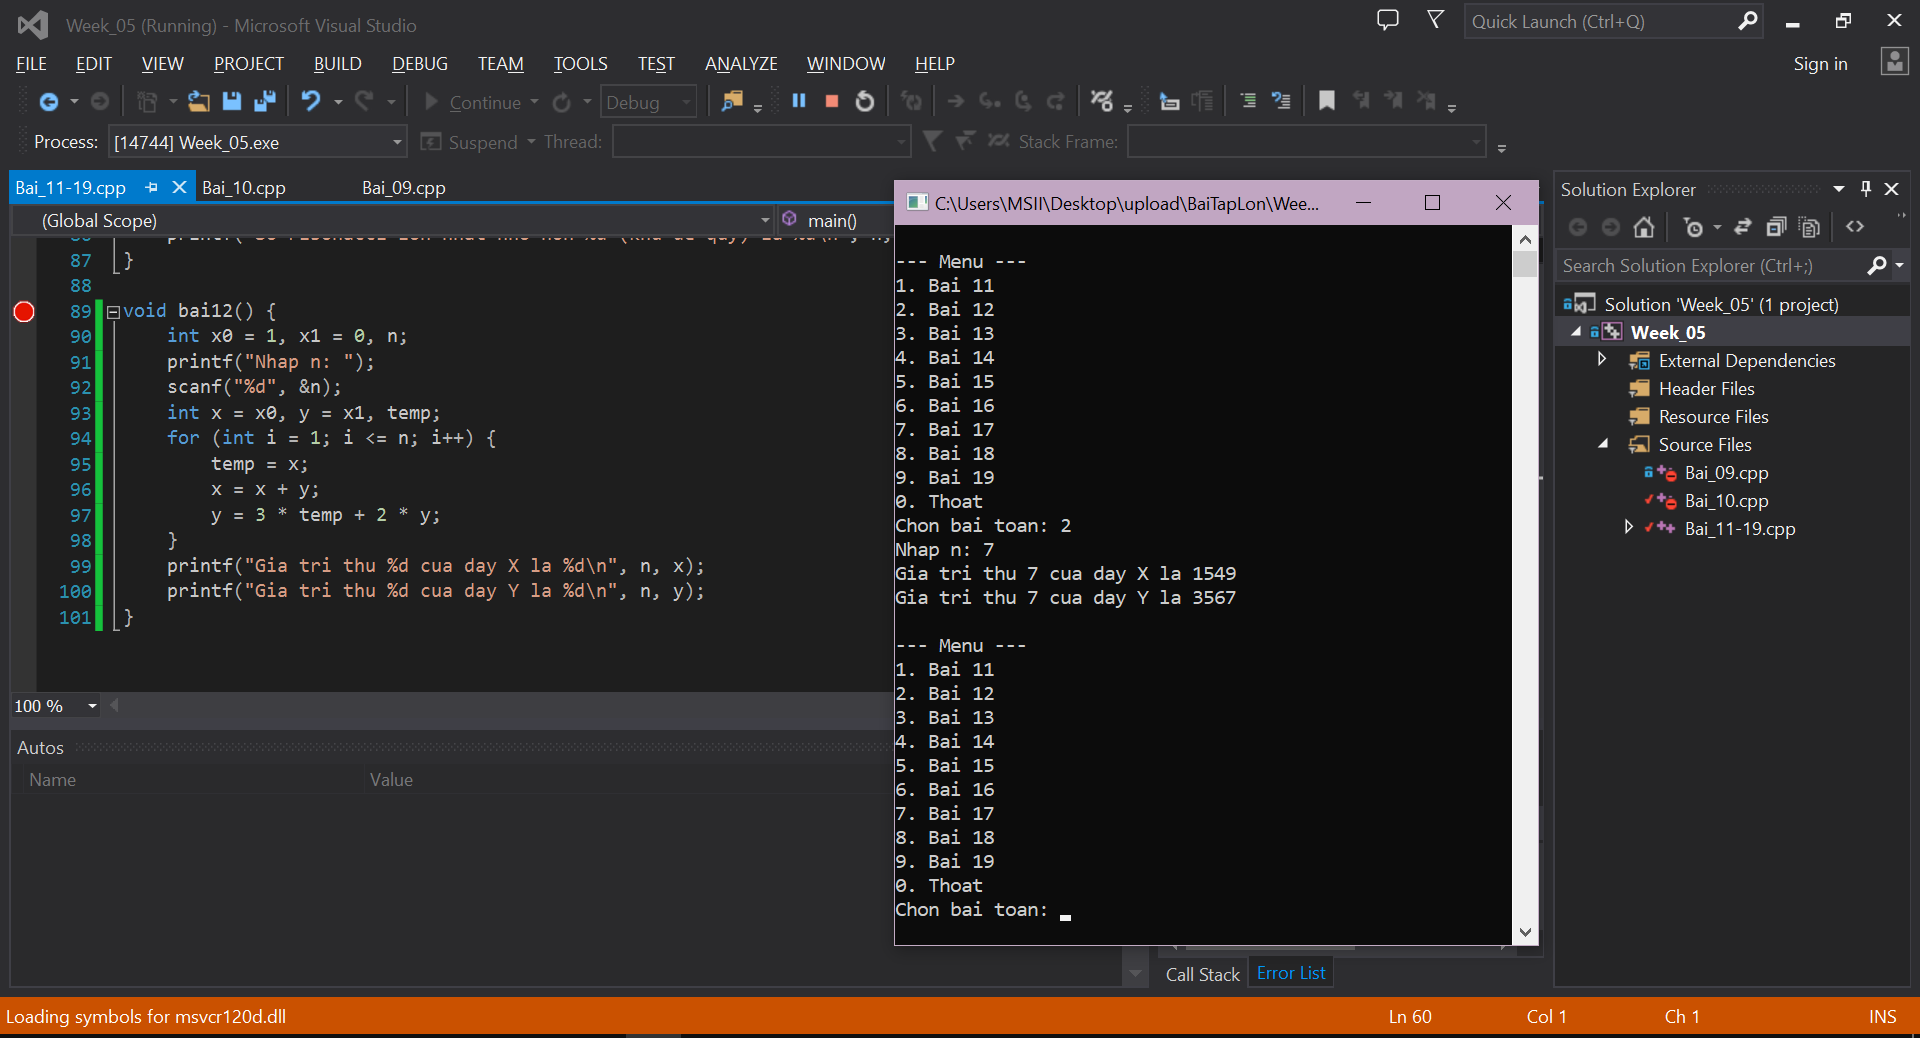 Week_05 (Running) - Microsoft Visual Studio
Quick Launch (Ctrl+Q)
FILE EDIT VIEW PROJECT BUILD DEBUG TEAM TOOLS TEST ANALYZE WINDOW HELP
Sign in
Continue Debug
Process: [14744] Week_05.exe Suspend Thread: Stack Frame:
Bai_11-19.cpp Bai_10.cpp Bai_09.cpp
(Global Scope) main()
87 }
88
89 void bai12() {
90 int x0 = 1, x1 = 0, n;
91 printf("Nhap n: ");
92 scanf("%d", &n);
93 int x = x0, y = x1, temp;
94 for (int i = 1; i <= n; i++) {
95 temp = x;
96 x = x + y;
97 y = 3 * temp + 2 * y;
98 }
99 printf("Gia tri thu %d cua day X la %d\n", n, x);
100 printf("Gia tri thu %d cua day Y la %d\n", n, y);
101 }
100 %
Autos
Name Value
C:\Users\MSII\Desktop\upload\BaiTapLon\Wee...
--- Menu ---
1. Bai 11
2. Bai 12
3. Bai 13
4. Bai 14
5. Bai 15
6. Bai 16
7. Bai 17
8. Bai 18
9. Bai 19
0. Thoat
Chon bai toan: 2
Nhap n: 7
Gia tri thu 7 cua day X la 1549
Gia tri thu 7 cua day Y la 3567
--- Menu ---
1. Bai 11
2. Bai 12
3. Bai 13
4. Bai 14
5. Bai 15
6. Bai 16
7. Bai 17
8. Bai 18
9. Bai 19
0. Thoat
Chon bai toan:
Call Stack Error List
Solution Explorer
Search Solution Explorer (Ctrl+;)
Solution 'Week_05' (1 project)
Week_05
External Dependencies
Header Files
Resource Files
Source Files
Bai_09.cpp
Bai_10.cpp
Bai_11-19.cpp
Loading symbols for msvcr120d.dll Ln 60 Col 1 Ch 1 INS